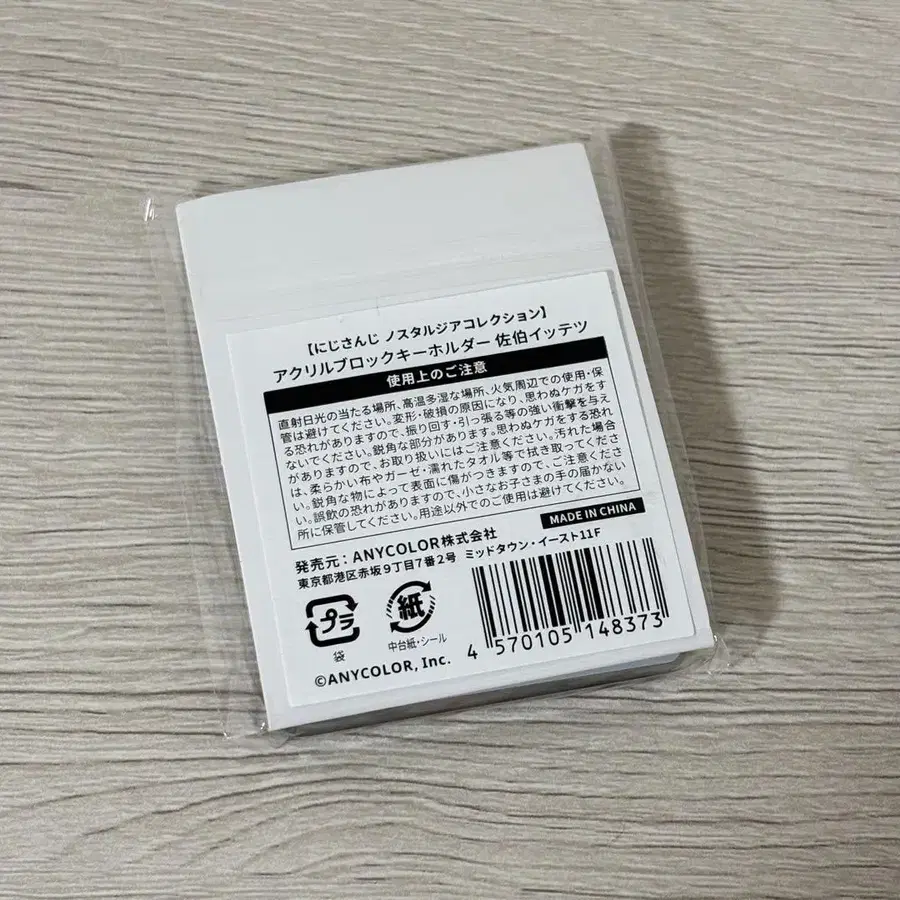 【にじさんじ ノスタルジアコレクション】
アクリルブロックキーホルダー 佐伯イッテツ
使用上のご注意
直射日光の当たる場所、高温多湿な場所、火気周辺での使用・保
管は避けてください。変形・破損の原因になり、思わぬケガをす
る恐れがありますので、振り回す・引っ張る等の強い衝撃を与え
ないでください。鋭角な部分があります。思わぬケガをする恐れ
がありますので、お取り扱いにはご注意ください。汚れた場合
は、柔らかい布やガーゼ・濡れたタオル等で拭き取ってくださ
い。鋭角な物によって表面に傷がつきますので、ご注意くださ
い。誤飲の恐れがありますので、小さなお子さまの手の届かない
所に保管してください。用途以外でのご使用は避けてください。
MADE IN CHINA
発売元：ANYCOLOR株式会社
東京都港区赤坂9丁目7番2号 ミッドタウン・イースト11F
プラ
袋
紙
中台紙・シール
4 570105 148373
©ANYCOLOR, Inc.